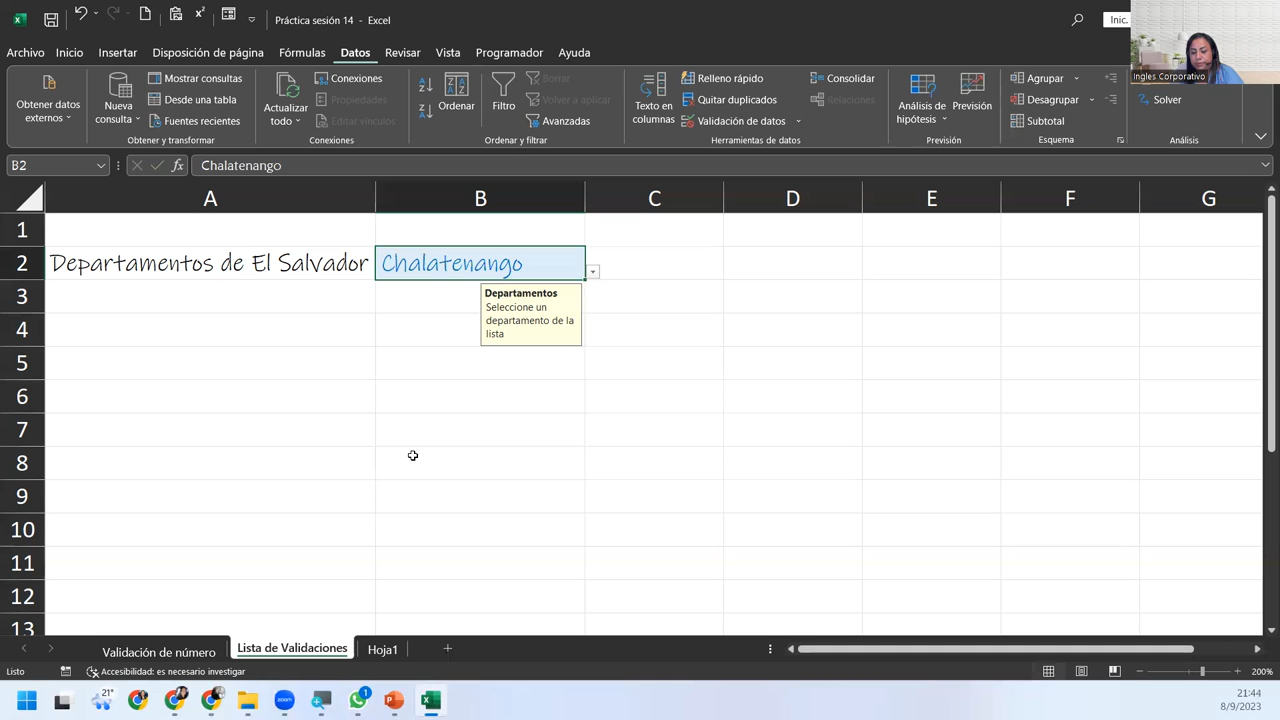 Práctica sesión 14 - Excel
Inic.
Ingles Corporativo
Archivo Inicio Insertar Disposición de página Fórmulas Datos Revisar Vista Programador Ayuda
Obtener datos externos
Nueva consulta
Mostrar consultas
Desde una tabla
Fuentes recientes
Obtener y transformar
Actualizar todo
Conexiones
Propiedades
Editar vínculos
Conexiones
Ordenar
Filtro
Volver a aplicar
Avanzadas
Ordenar y filtrar
Texto en columnas
Relleno rápido
Quitar duplicados
Validación de datos
Consolidar
Relaciones
Herramientas de datos
Análisis de hipótesis
Previsión
Previsión
Agrupar
Desagrupar
Subtotal
Esquema
Solver
Análisis
B2
fx
Chalatenango
A B C D E F G
1
2 Departamentos de El Salvador Chalatenango
3
4
5
6
7
8
9
10
11
12
13
Departamentos
Seleccione un
departamento de la
lista
Validación de número Lista de Validaciones Hoja1
Listo
Accesibilidad: es necesario investigar
200%
21°
zoom
1
21:44
8/9/2023